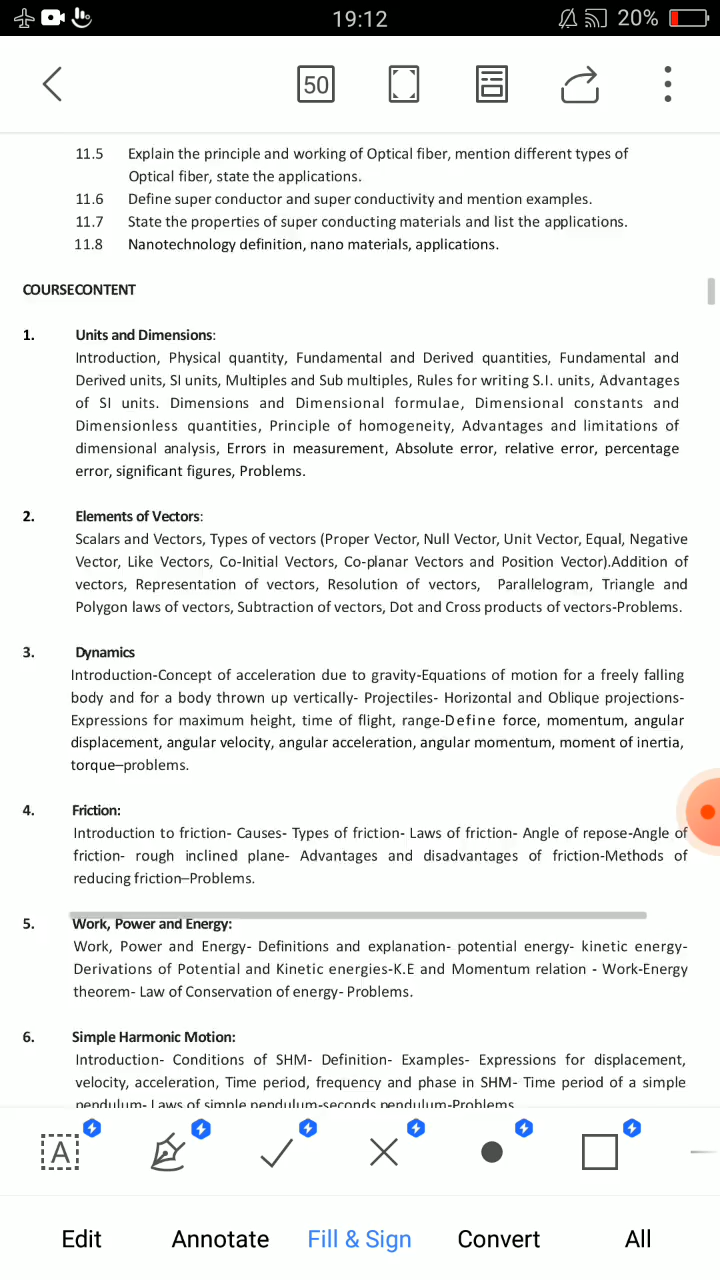 19:12
20%
50
11.5 Explain the principle and working of Optical fiber, mention different types of
Optical fiber, state the applications.
11.6 Define super conductor and super conductivity and mention examples.
11.7 State the properties of super conducting materials and list the applications.
11.8 Nanotechnology definition, nano materials, applications.
COURSECONTENT
1. Units and Dimensions:
Introduction, Physical quantity, Fundamental and Derived quantities, Fundamental and
Derived units, SI units, Multiples and Sub multiples, Rules for writing S.I. units, Advantages
of SI units. Dimensions and Dimensional formulae, Dimensional constants and
Dimensionless quantities, Principle of homogeneity, Advantages and limitations of
dimensional analysis, Errors in measurement, Absolute error, relative error, percentage
error, significant figures, Problems.
2. Elements of Vectors:
Scalars and Vectors, Types of vectors (Proper Vector, Null Vector, Unit Vector, Equal, Negative
Vector, Like Vectors, Co-Initial Vectors, Co-planar Vectors and Position Vector).Addition of
vectors, Representation of vectors, Resolution of vectors, Parallelogram, Triangle and
Polygon laws of vectors, Subtraction of vectors, Dot and Cross products of vectors-Problems.
3. Dynamics
Introduction-Concept of acceleration due to gravity-Equations of motion for a freely falling
body and for a body thrown up vertically- Projectiles- Horizontal and Oblique projections-
Expressions for maximum height, time of flight, range-Define force, momentum, angular
displacement, angular velocity, angular acceleration, angular momentum, moment of inertia,
torque–problems.
4. Friction:
Introduction to friction- Causes- Types of friction- Laws of friction- Angle of repose-Angle of
friction- rough inclined plane- Advantages and disadvantages of friction-Methods of
reducing friction–Problems.
5. Work, Power and Energy:
Work, Power and Energy- Definitions and explanation- potential energy- kinetic energy-
Derivations of Potential and Kinetic energies-K.E and Momentum relation - Work-Energy
theorem- Law of Conservation of energy- Problems.
6. Simple Harmonic Motion:
Introduction- Conditions of SHM- Definition- Examples- Expressions for displacement,
velocity, acceleration, Time period, frequency and phase in SHM- Time period of a simple
pendulum- Laws of simple pendulum-seconds pendulum-Problems
A
Edit Annotate Fill & Sign Convert All